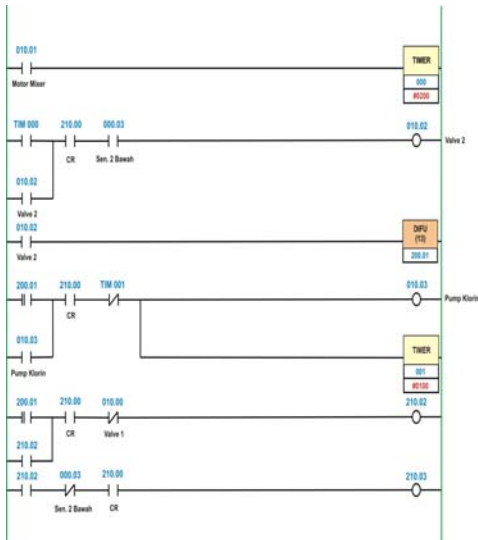 010.01
Motor Mixer
TIMER
000
#0200
TIM 000 210.00 000.03 010.02
CR Sen. 2 Bawah Valve 2
010.02
Valve 2
010.02
Valve 2
DIFU
(13)
200.01
200.01 210.00 TIM 001 010.03
CR Pump Klorin
010.03
Pump Klorin
TIMER
001
#0100
200.01 210.00 010.00 210.02
CR Valve 1
210.02
210.02 000.03 210.00 210.03
Sen. 2 Bawah CR